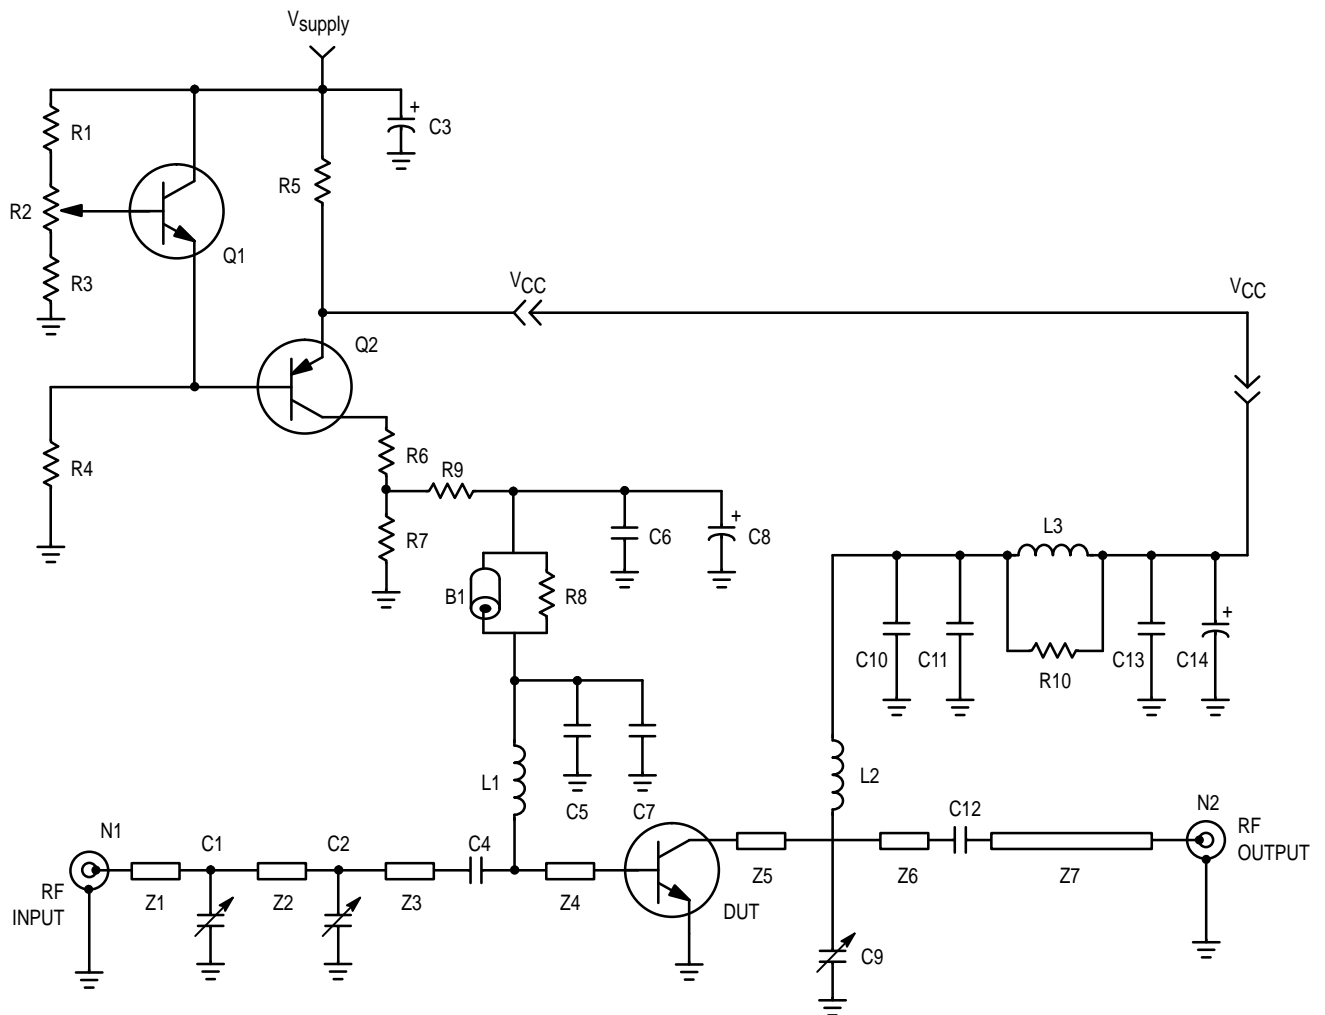 Vsupply
R1
+
C3
R5
R2
Q1
R3
VCC
VCC
Q2
R4
R6
R9
R7
C6
+
C8
L3
B1
R8
+
C10
C11
R10
C13
C14
L1
C5
C7
L2
N1
C1
C2
C4
C12
N2
RF
INPUT
Z1
Z2
Z3
Z4
DUT
Z5
Z6
Z7
RF
OUTPUT
C9